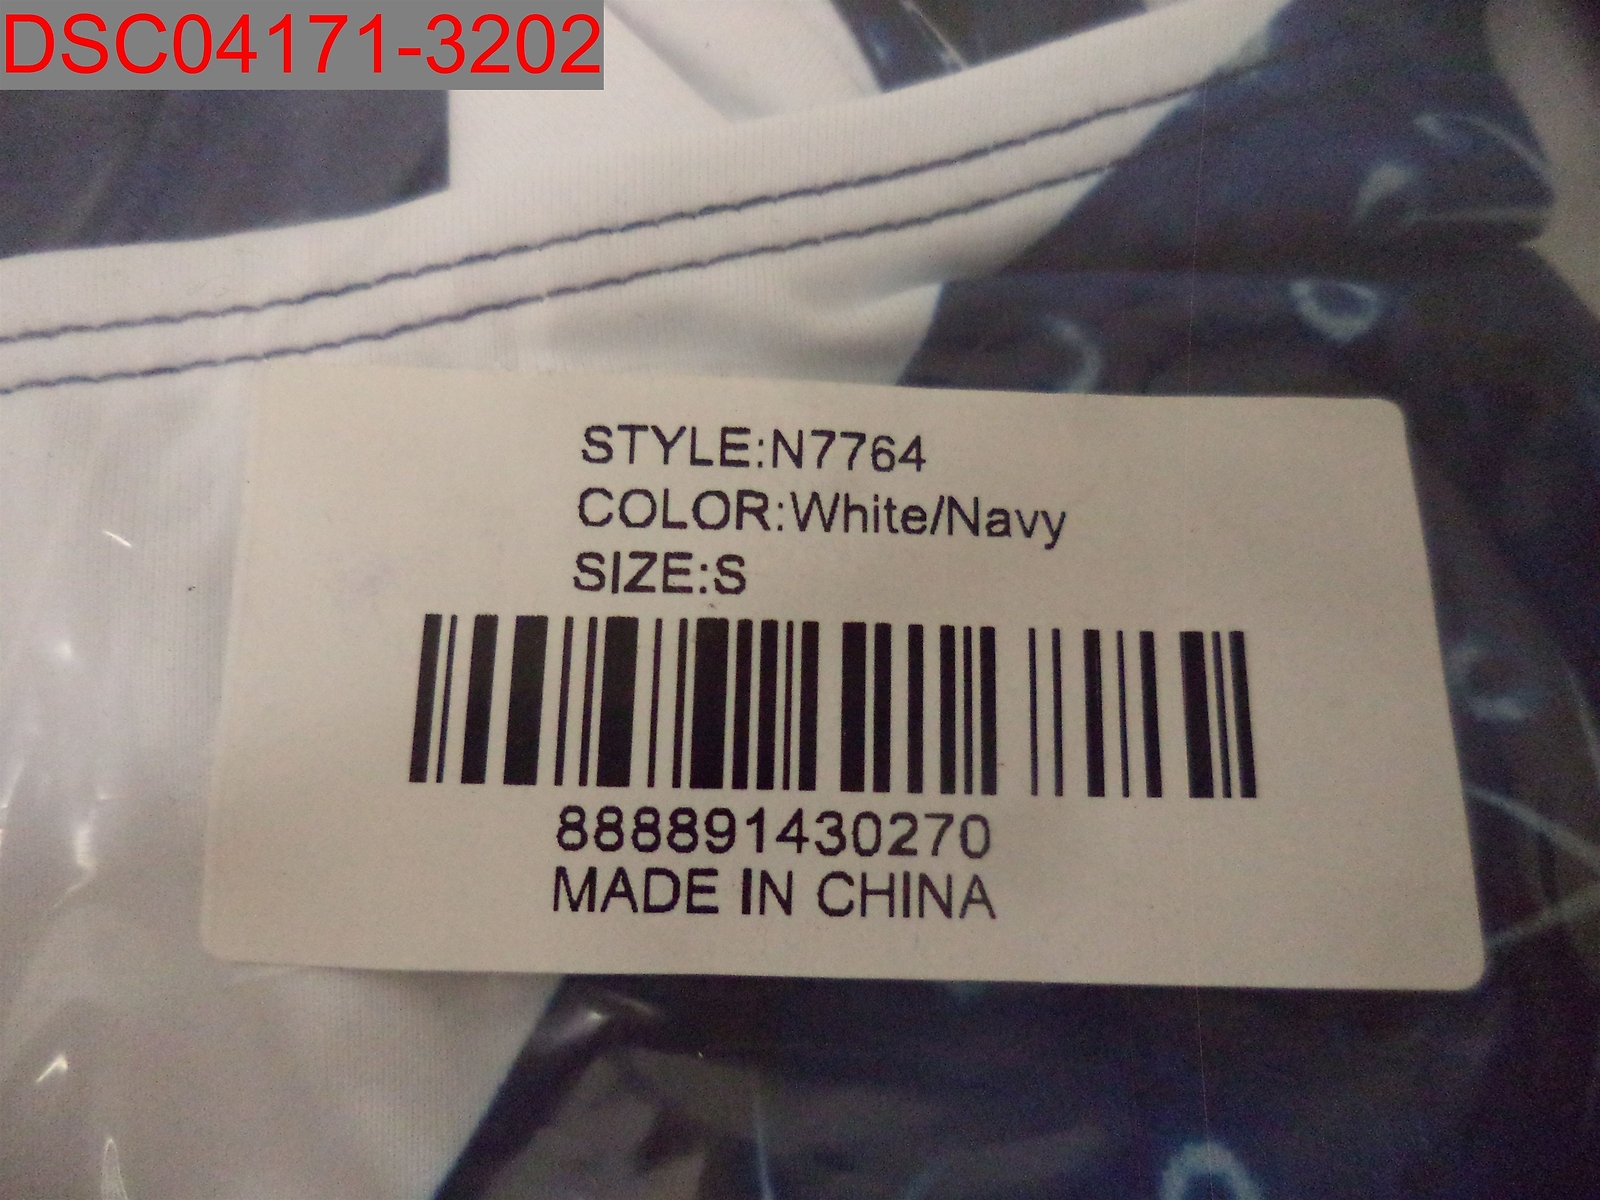 DSC04171-3202
STYLE:N7764
COLOR:White/Navy
SIZE:S
888891430270
MADE IN CHINA